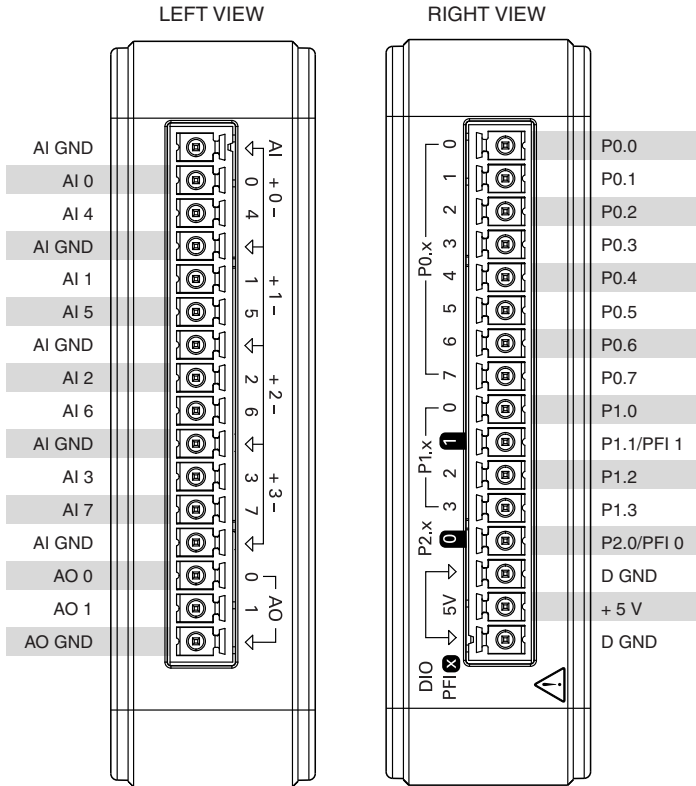 LEFT VIEW
RIGHT VIEW
AI GND
AI 0
AI 4
AI GND
AI 1
AI 5
AI GND
AI 2
AI 6
AI GND
AI 3
AI 7
AI GND
AO 0
AO 1
AO GND
AI
0
4
1
5
2
6
3
7
0
1
+ 0 -
+ 1 -
+ 2 -
+ 3 -
AO
P0.x
0
1
2
3
4
5
6
7
P1.x
0
1
2
3
P2.x
0
5V
DIO
PFI X
P0.0
P0.1
P0.2
P0.3
P0.4
P0.5
P0.6
P0.7
P1.0
P1.1/PFI 1
P1.2
P1.3
P2.0/PFI 0
D GND
+ 5 V
D GND